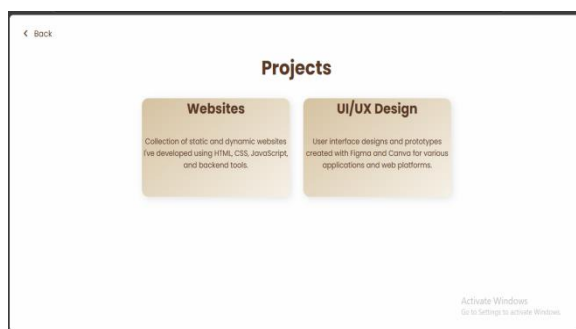 Back
Projects
Websites
Collection of static and dynamic websites
I've developed using HTML, CSS, JavaScript,
and backend tools.
UI/UX Design
User interface designs and prototypes
created with Figma and Canva for various
applications and web platforms.
Activate Windows
Go to Settings to activate Windows.